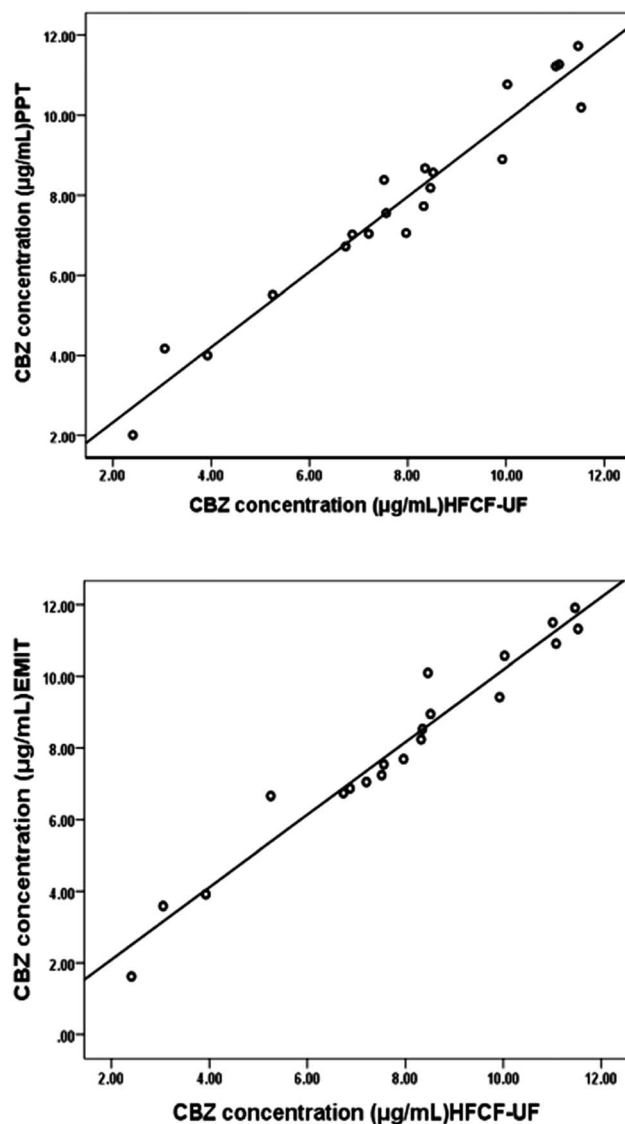 CBZ concentration (µg/mL)PPT
12.00
10.00
8.00
6.00
4.00
2.00
2.00 4.00 6.00 8.00 10.00 12.00
CBZ concentration (µg/mL)HFCF-UF
CBZ concentration (µg/mL)EMIT
12.00
10.00
8.00
6.00
4.00
2.00
.00
2.00 4.00 6.00 8.00 10.00 12.00
CBZ concentration (µg/mL)HFCF-UF